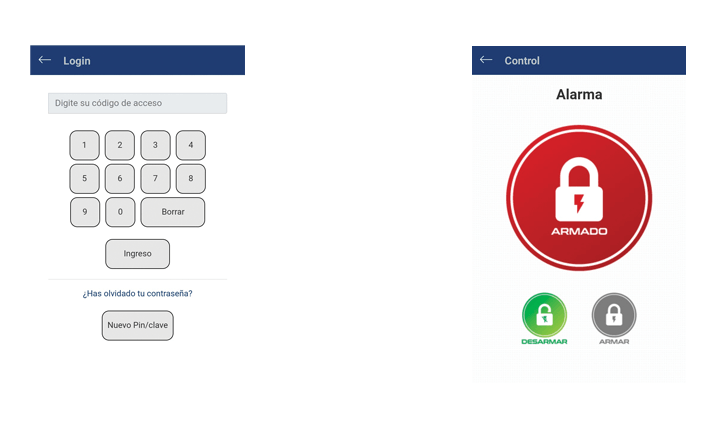 Login
Digite su código de acceso
1 2 3 4
5 6 7 8
9 0 Borrar
Ingreso
¿Has olvidado tu contraseña?
Nuevo Pin/clave
Control
Alarma
ARMADO
DESARMAR ARMAR